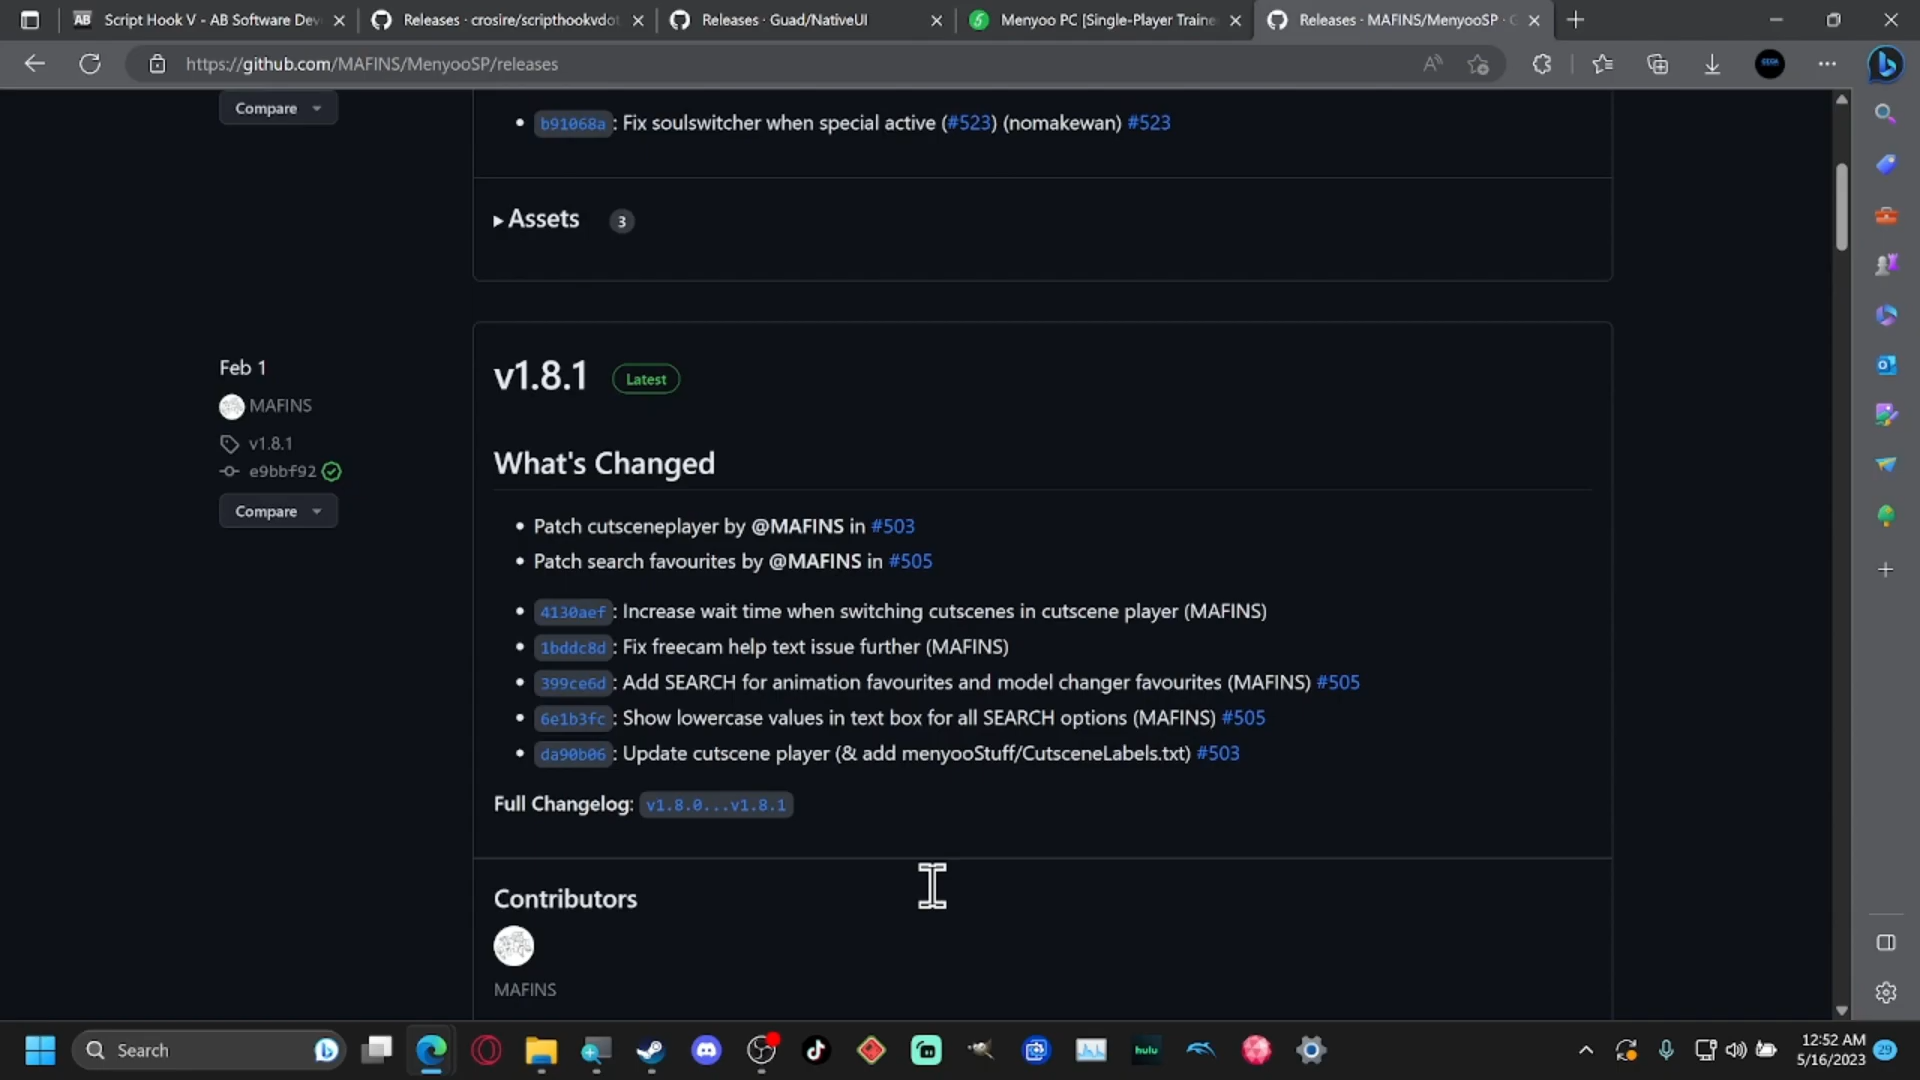 Script Hook V - AB Software Dev
Releases · crosire/scripthookvdot
Releases · Guad/NativeUI
Menyoo PC [Single-Player Traine
Releases · MAFINS/MenyooSP ·
https://github.com/MAFINS/MenyooSP/releases
Compare
b91068a: Fix soulswitcher when special active (#523) (nomakewan) #523
Assets 3
Feb 1
MAFINS
v1.8.1
e9bbf92
Compare
v1.8.1 Latest
What's Changed
Patch cutsceneplayer by @MAFINS in #503
Patch search favourites by @MAFINS in #505
4130aef: Increase wait time when switching cutscenes in cutscene player (MAFINS)
1bddc8d: Fix freecam help text issue further (MAFINS)
399ce6d: Add SEARCH for animation favourites and model changer favourites (MAFINS) #505
6e1b3fc: Show lowercase values in text box for all SEARCH options (MAFINS) #505
da90b06: Update cutscene player (& add menyooStuff/CutsceneLabels.txt) #503
Full Changelog: v1.8.0...v1.8.1
Contributors
MAFINS
Search
hulu
12:52 AM
5/16/2023
29